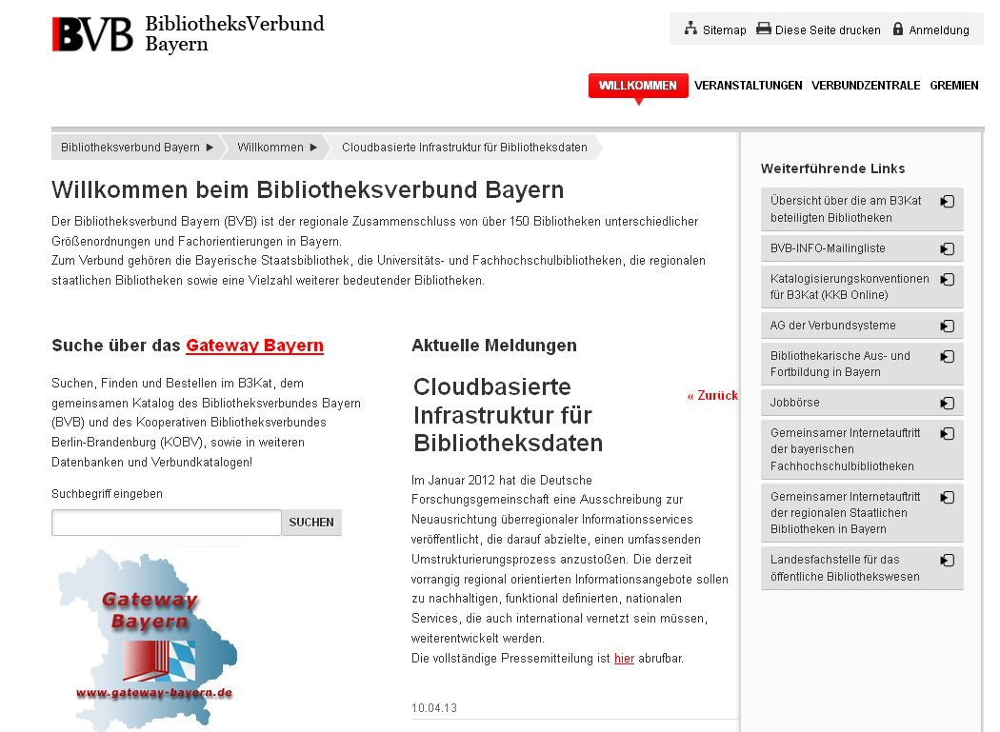 BVB BibliotheksVerbund
Bayern
Sitemap Diese Seite drucken Anmeldung
WILLKOMMEN VERANSTALTUNGEN VERBUNDZENTRALE GREMIEN
Bibliotheksverbund Bayern Willkommen Cloudbasierte Infrastruktur für Bibliotheksdaten
Willkommen beim Bibliotheksverbund Bayern
Der Bibliotheksverbund Bayern (BVB) ist der regionale Zusammenschluss von über 150 Bibliotheken unterschiedlicher
Größenordnungen und Fachorientierungen in Bayern.
Zum Verbund gehören die Bayerische Staatsbibliothek, die Universitäts- und Fachhochschulbibliotheken, die regionalen
staatlichen Bibliotheken sowie eine Vielzahl weiterer bedeutender Bibliotheken.
Suche über das Gateway Bayern
Suchen, Finden und Bestellen im B3Kat, dem
gemeinsamen Katalog des Bibliotheksverbundes Bayern
(BVB) und des Kooperativen Bibliotheksverbundes
Berlin-Brandenburg (KOBV), sowie in weiteren
Datenbanken und Verbundkatalogen!
Suchbegriff eingeben
SUCHEN
Gateway
Bayern
www.gateway-bayern.de
Aktuelle Meldungen
« Zurück
Cloudbasierte
Infrastruktur für
Bibliotheksdaten
Im Januar 2012 hat die Deutsche
Forschungsgemeinschaft eine Ausschreibung zur
Neuausrichtung überregionaler Informationsservices
veröffentlicht, die darauf abzielte, einen umfassenden
Umstrukturierungsprozess anzustoßen. Die derzeit
vorrangig regional orientierten Informationsangebote sollen
zu nachhaltigen, funktional definierten, nationalen
Services, die auch international vernetzt sein müssen,
weiterentwickelt werden.
Die vollständige Pressemitteilung ist hier abrufbar.
10.04.13
Weiterführende Links
Übersicht über die am B3Kat
beteiligten Bibliotheken
BVB-INFO-Mailingliste
Katalogisierungskonventionen
für B3Kat (KKB Online)
AG der Verbundsysteme
Bibliothekarische Aus- und
Fortbildung in Bayern
Jobbörse
Gemeinsamer Internetauftritt
der bayerischen
Fachhochschulbibliotheken
Gemeinsamer Internetauftritt
der regionalen Staatlichen
Bibliotheken in Bayern
Landesfachstelle für das
öffentliche Bibliothekswesen